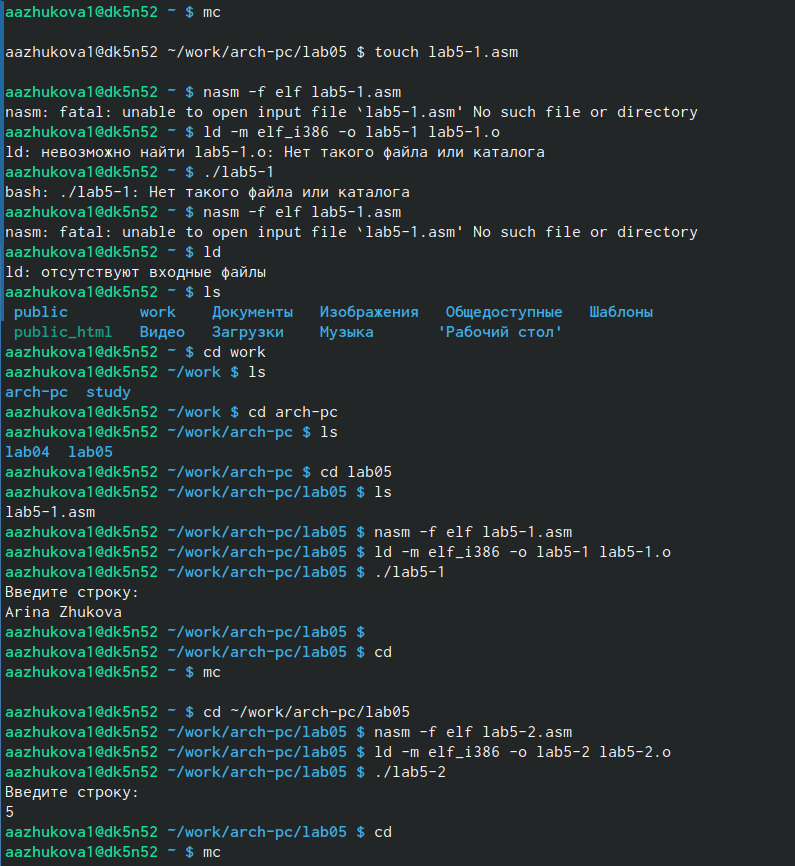 aazhukova1@dk5n52 ~ $ mc
aazhukova1@dk5n52 ~/work/arch-pc/lab05 $ touch lab5-1.asm
aazhukova1@dk5n52 ~ $ nasm -f elf lab5-1.asm
nasm: fatal: unable to open input file `lab5-1.asm' No such file or directory
aazhukova1@dk5n52 ~ $ ld -m elf_i386 -o lab5-1 lab5-1.o
ld: невозможно найти lab5-1.o: Нет такого файла или каталога
aazhukova1@dk5n52 ~ $ ./lab5-1
bash: ./lab5-1: Нет такого файла или каталога
aazhukova1@dk5n52 ~ $ nasm -f elf lab5-1.asm
nasm: fatal: unable to open input file `lab5-1.asm' No such file or directory
aazhukova1@dk5n52 ~ $ ld
ld: отсутствуют входные файлы
aazhukova1@dk5n52 ~ $ ls
public work Документы Изображения Общедоступные Шаблоны
public_html Видео Загрузки Музыка 'Рабочий стол'
aazhukova1@dk5n52 ~ $ cd work
aazhukova1@dk5n52 ~/work $ ls
arch-pc study
aazhukova1@dk5n52 ~/work $ cd arch-pc
aazhukova1@dk5n52 ~/work/arch-pc $ ls
lab04 lab05
aazhukova1@dk5n52 ~/work/arch-pc $ cd lab05
aazhukova1@dk5n52 ~/work/arch-pc/lab05 $ ls
lab5-1.asm
aazhukova1@dk5n52 ~/work/arch-pc/lab05 $ nasm -f elf lab5-1.asm
aazhukova1@dk5n52 ~/work/arch-pc/lab05 $ ld -m elf_i386 -o lab5-1 lab5-1.o
aazhukova1@dk5n52 ~/work/arch-pc/lab05 $ ./lab5-1
Введите строку:
Arina Zhukova
aazhukova1@dk5n52 ~/work/arch-pc/lab05 $
aazhukova1@dk5n52 ~/work/arch-pc/lab05 $ cd
aazhukova1@dk5n52 ~ $ mc
aazhukova1@dk5n52 ~ $ cd ~/work/arch-pc/lab05
aazhukova1@dk5n52 ~/work/arch-pc/lab05 $ nasm -f elf lab5-2.asm
aazhukova1@dk5n52 ~/work/arch-pc/lab05 $ ld -m elf_i386 -o lab5-2 lab5-2.o
aazhukova1@dk5n52 ~/work/arch-pc/lab05 $ ./lab5-2
Введите строку:
5
aazhukova1@dk5n52 ~/work/arch-pc/lab05 $ cd
aazhukova1@dk5n52 ~ $ mc